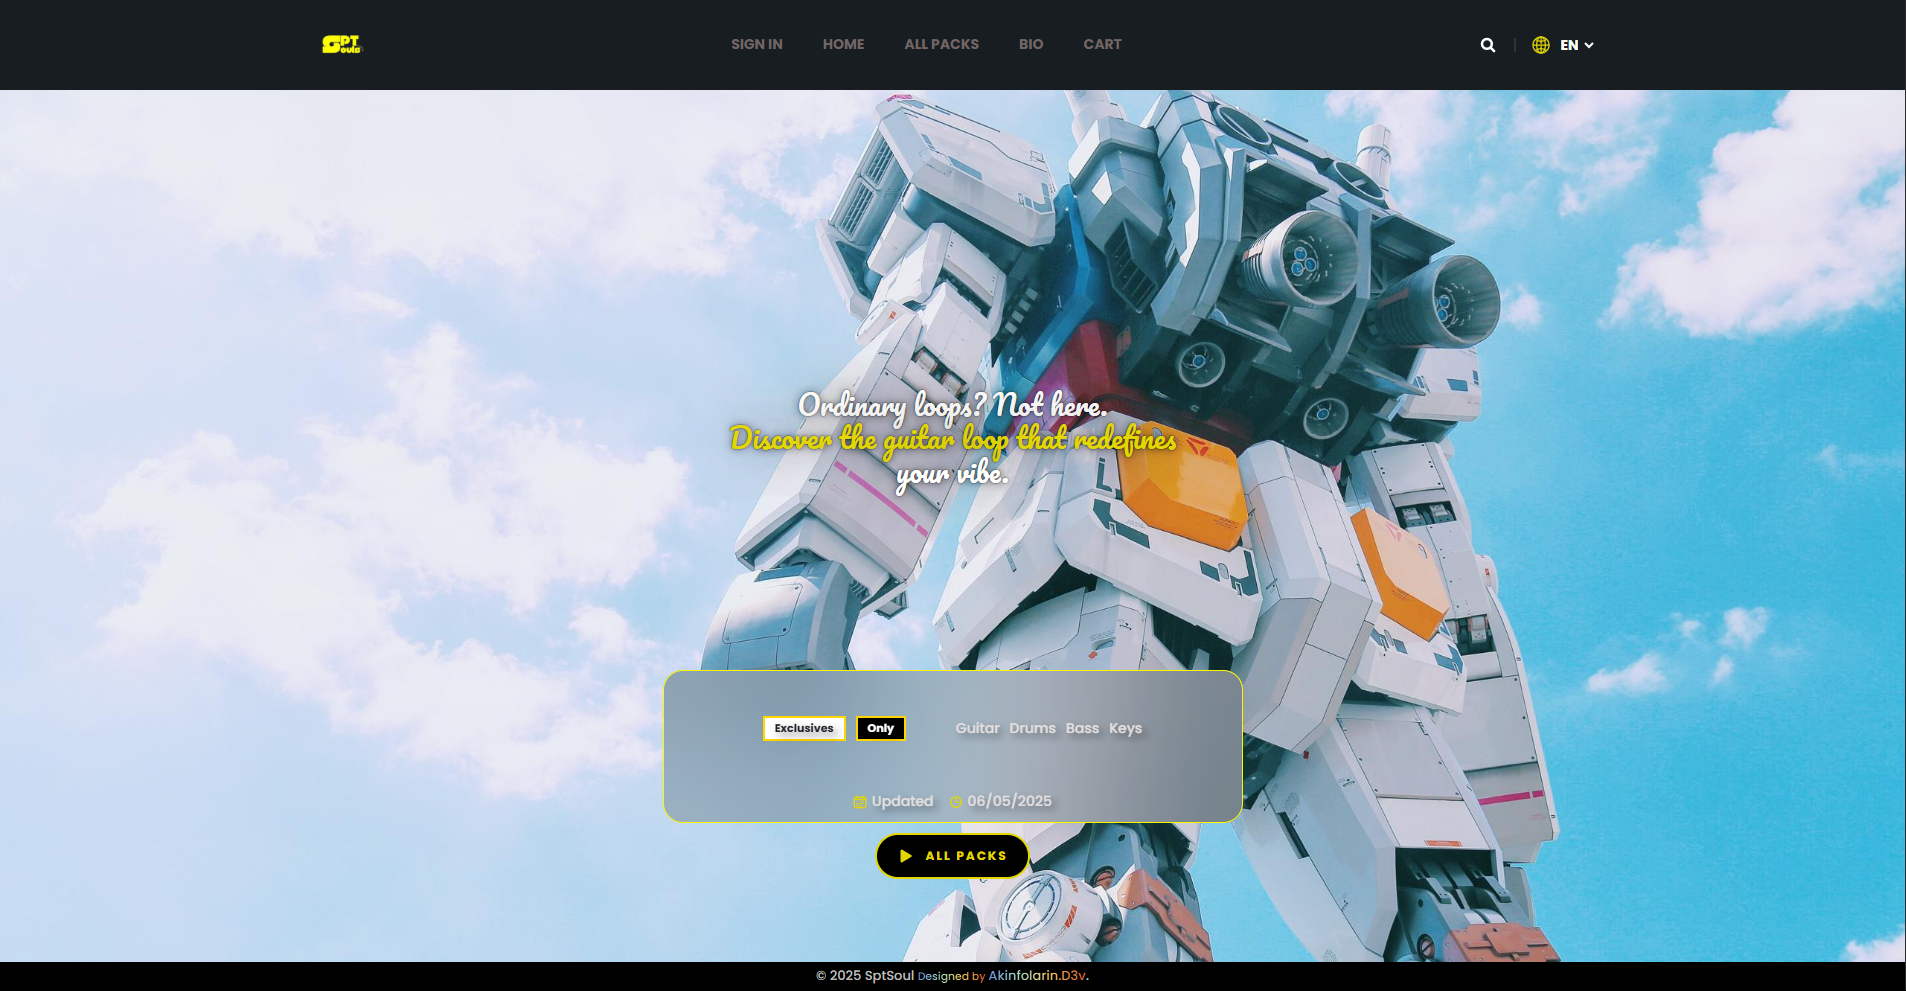 SPT Souls
SIGN IN HOME ALL PACKS BIO CART
EN
Ordinary loops? Not here.
Discover the guitar loop that redefines
your vibe.
Exclusives Only Guitar Drums Bass Keys
Updated 06/05/2025
ALL PACKS
© 2025 SptSoul Designed by Akinfolarin.D3v.